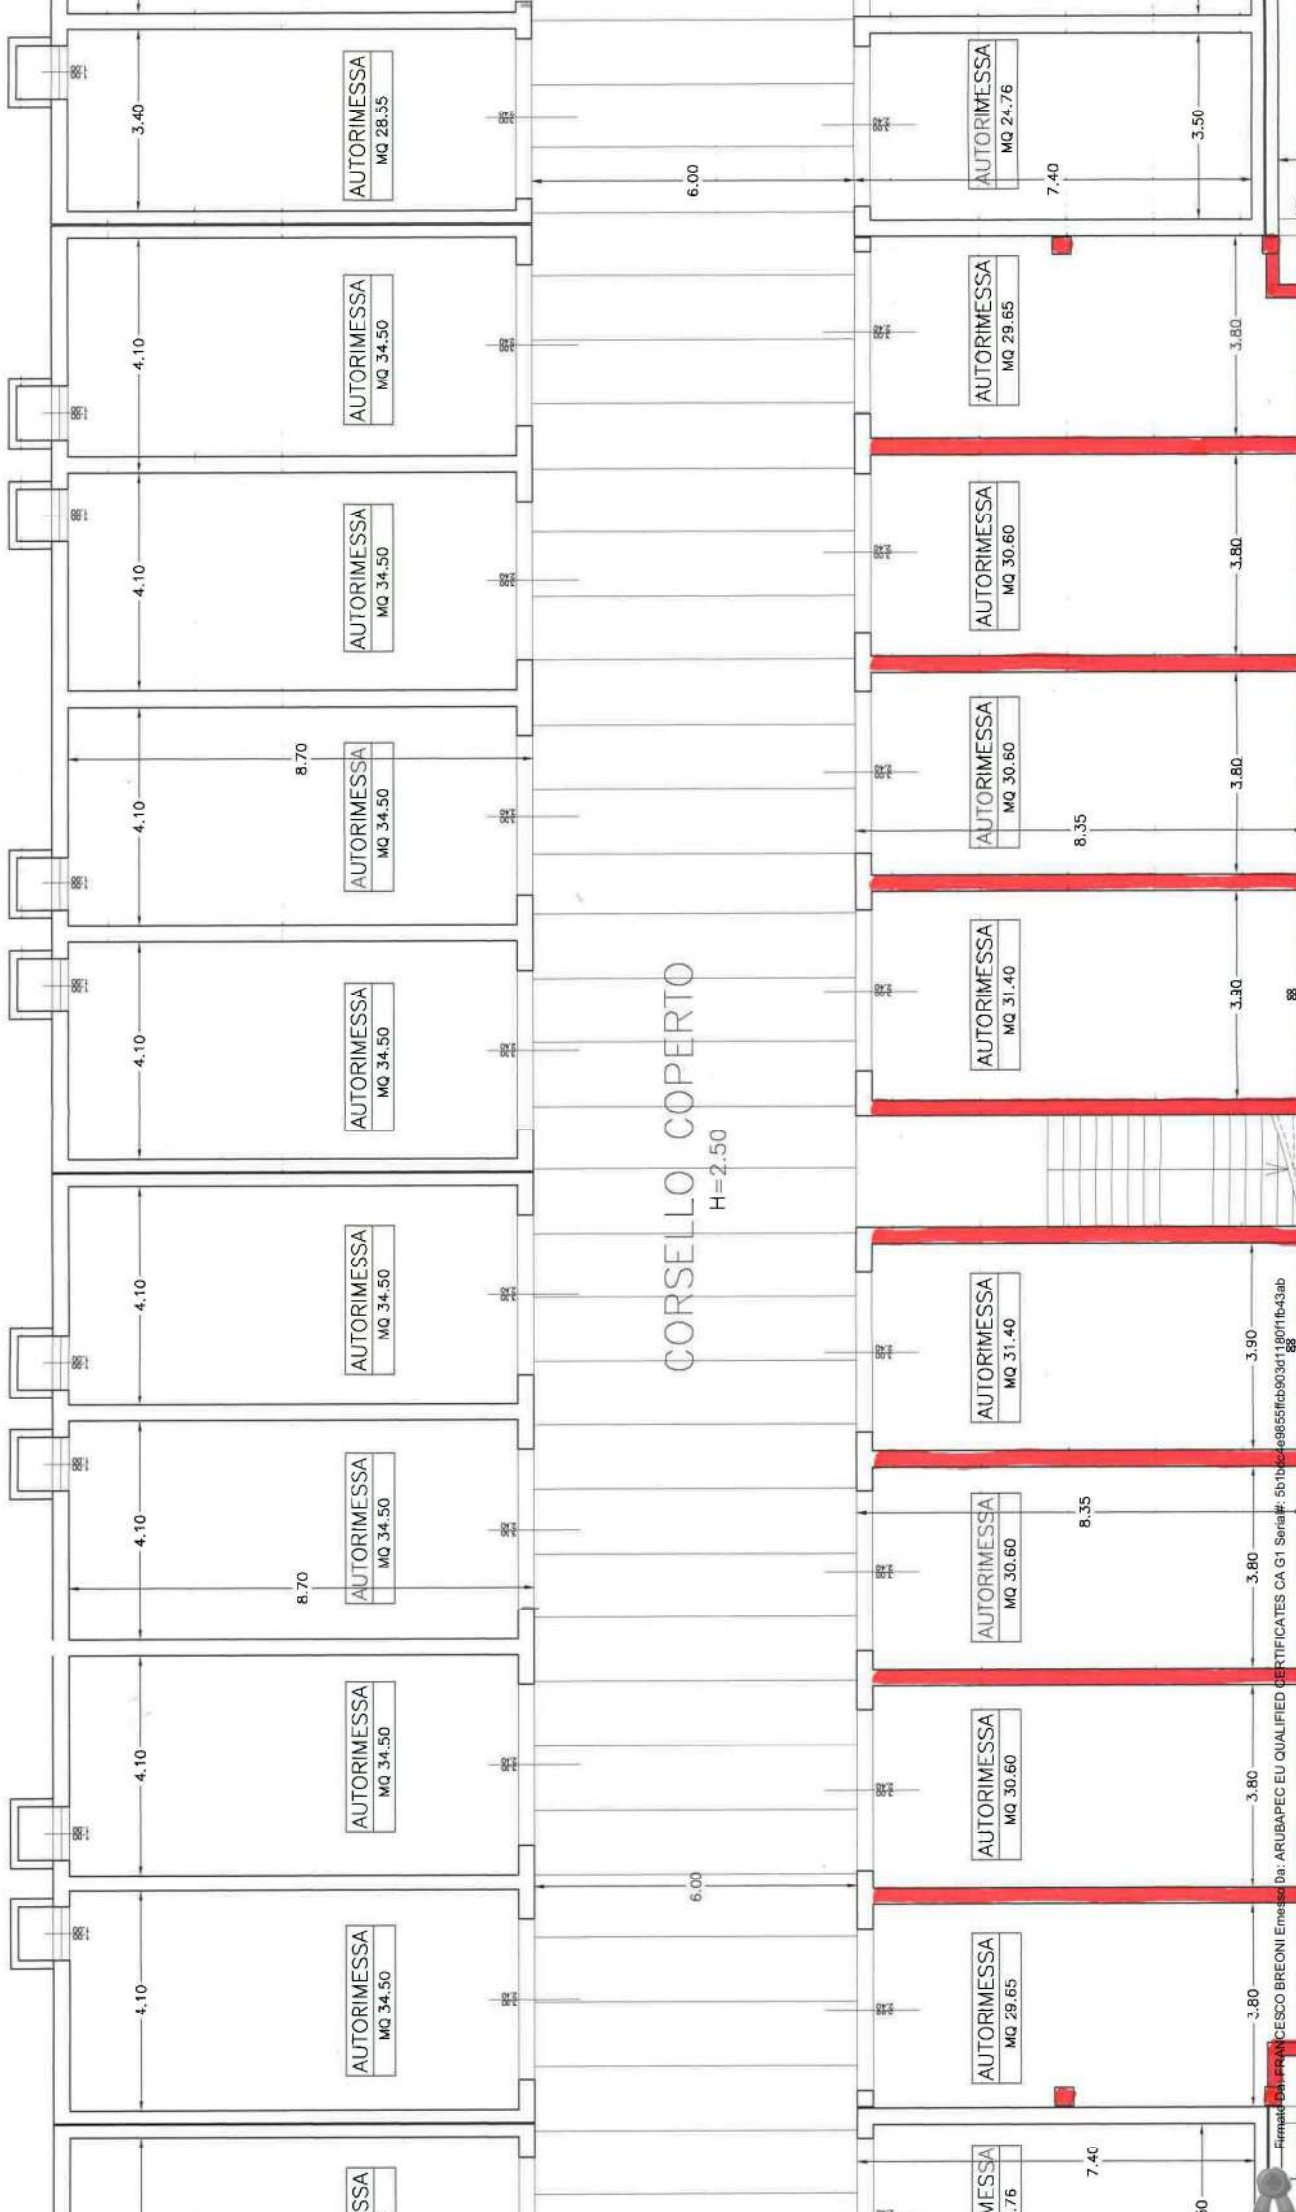 3.40
AUTORIMESSA
MQ 28.55
4.10
AUTORIMESSA
MQ 34.50
4.10
AUTORIMESSA
MQ 34.50
4.10
8.70
AUTORIMESSA
MQ 34.50
4.10
AUTORIMESSA
MQ 34.50
4.10
AUTORIMESSA
MQ 34.50
4.10
8.70
AUTORIMESSA
MQ 34.50
4.10
AUTORIMESSA
MQ 34.50
4.10
AUTORIMESSA
MQ 34.50
SSA
6.00
CORSELLO COPERTO
H=2.50
6.00
AUTORIMESSA
MQ 24.76
7.40
3.50
AUTORIMESSA
MQ 29.65
3.80
AUTORIMESSA
MQ 30.60
3.80
AUTORIMESSA
MQ 30.60
8.35
3.80
AUTORIMESSA
MQ 31.40
AUTORIMESSA
MQ 31.40
3.90
AUTORIMESSA
MQ 30.60
8.35
3.80
AUTORIMESSA
MQ 30.60
3.80
AUTORIMESSA
MQ 29.65
3.80
MESSA
.76
7.40
Firmato Da: FRANCESCO BREONI Emesso Da: ARUBAPEC EU QUALIFIED CERTIFICATES CA G1 Serial#: 5b1bdc4e9855ffcb903d1180f1fb43ab